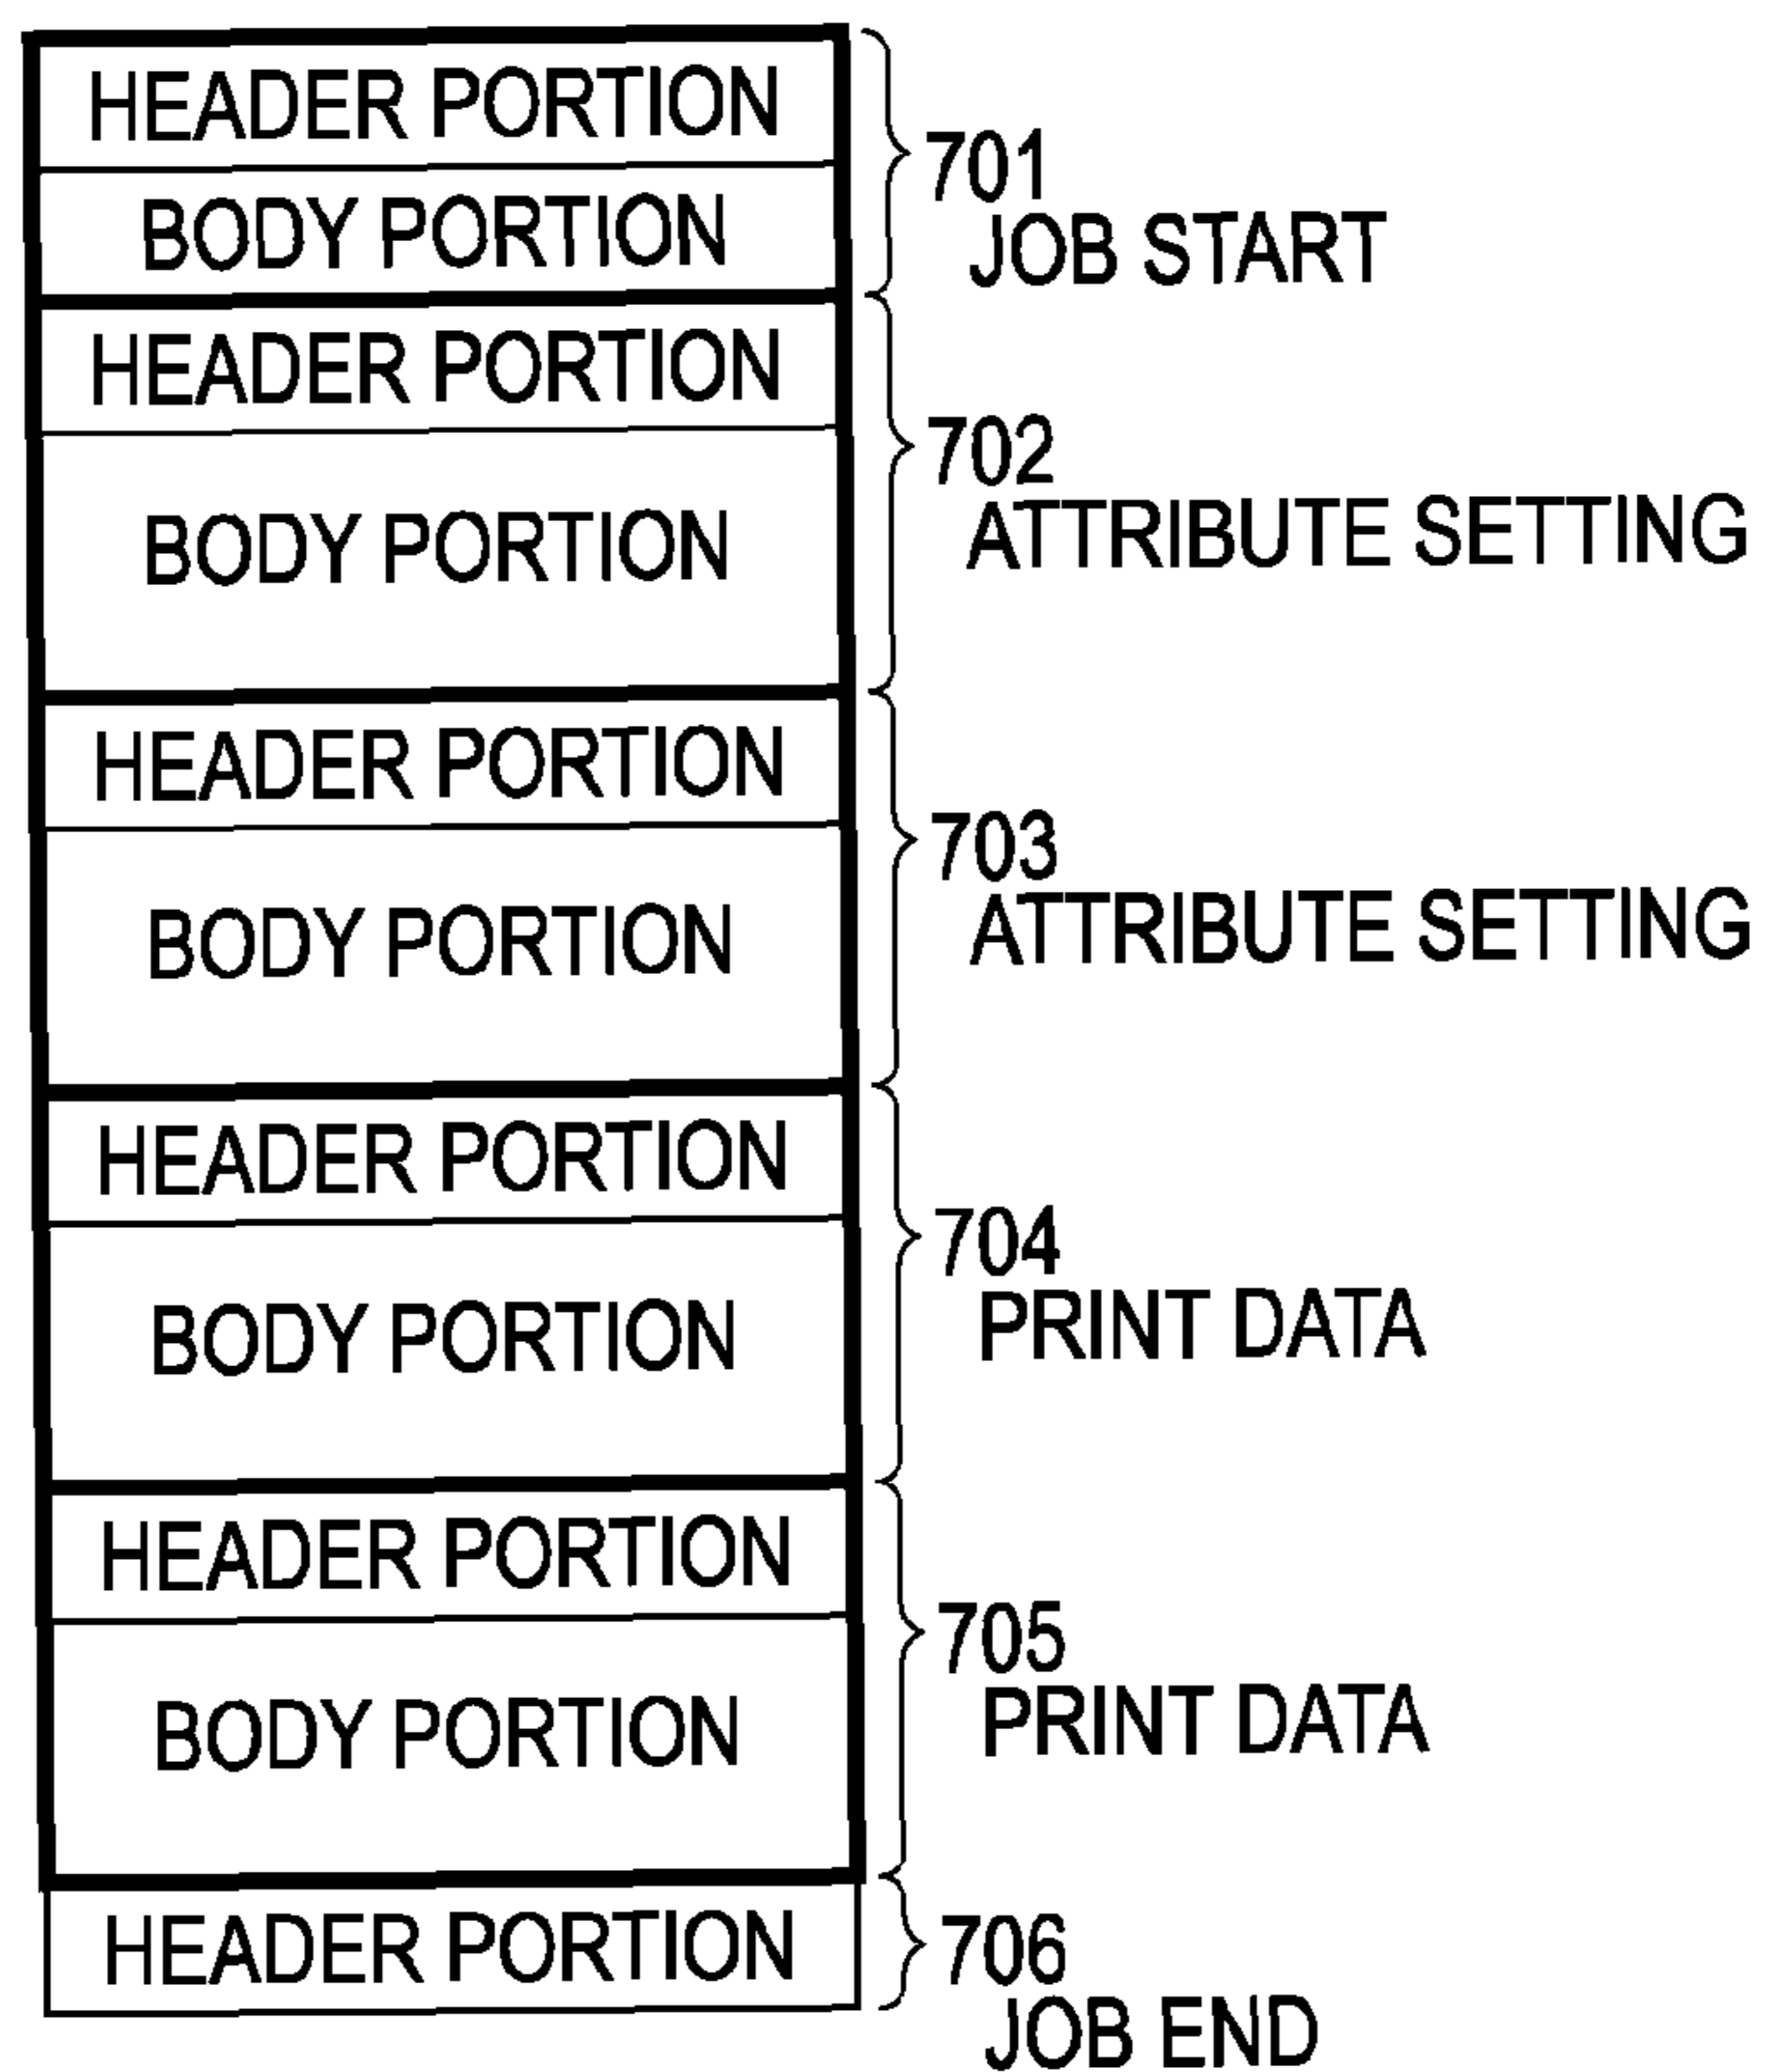 HEADER PORTION
BODY PORTION
701
JOB START
HEADER PORTION
BODY PORTION
702
ATTRIBUTE SETTING
HEADER PORTION
BODY PORTION
703
ATTRIBUTE SETTING
HEADER PORTION
BODY PORTION
704
PRINT DATA
HEADER PORTION
BODY PORTION
705
PRINT DATA
HEADER PORTION
706
JOB END